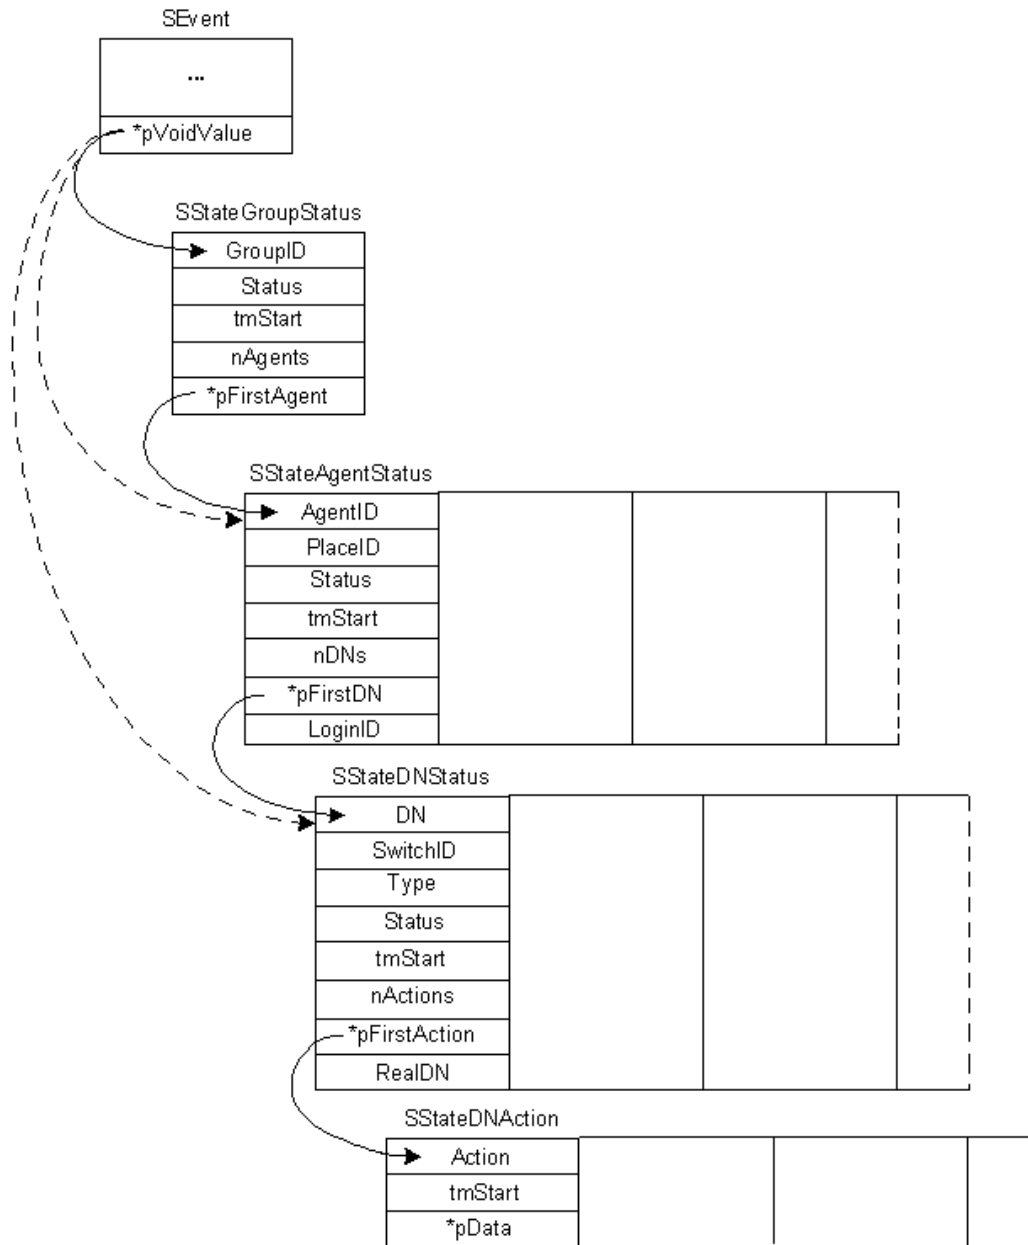 SEvent
...
*pVoidValue
SStateGroupStatus
GroupID
Status
tmStart
nAgents
*pFirstAgent
SStateAgentStatus
AgentID
PlaceID
Status
tmStart
nDNs
*pFirstDN
LoginID
SStateDNStatus
DN
SwitchID
Type
Status
tmStart
nActions
*pFirstAction
RealDN
SStateDNAction
Action
tmStart
*pData